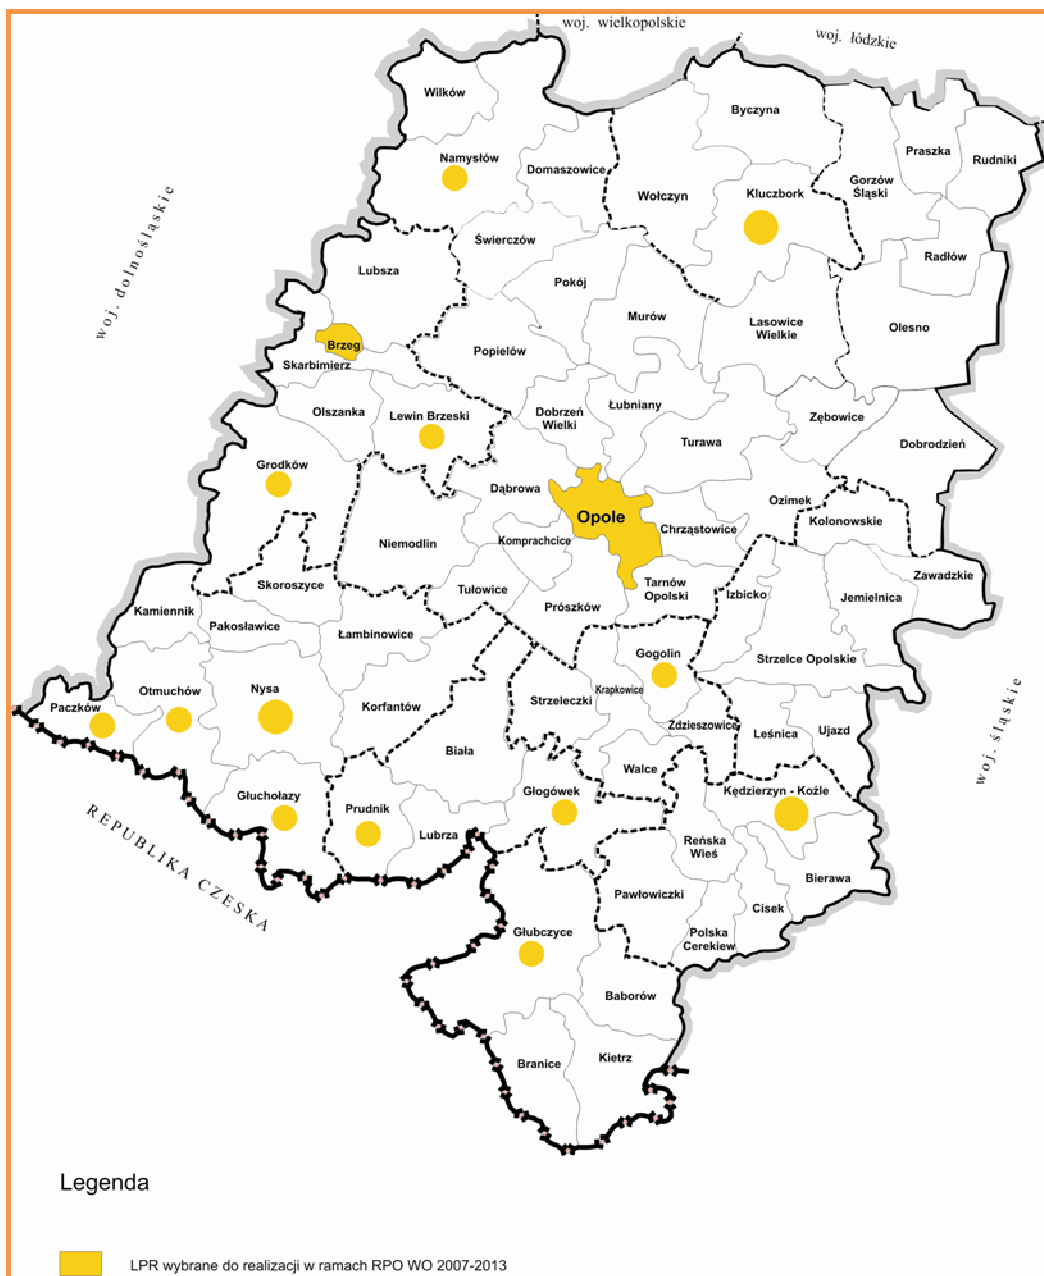 woj. wielkopolskie
woj. łódzkie
Wilków
Byczyna
Praszka
Rudniki
Namysłów
Domaszowice
Gorzów
Śląski
Kluczbork
Wołczyn
woj. dolnośląskie
Świerczów
Radłów
Lubsza
Pokój
Murów
Lasowice
Wielkie
Olesno
Brzeg
Popielów
Skarbimierz
Olszanka
Lewin Brzeski
Dobrzeń
Wielki
Łubniany
Zębowice
Turawa
Dobrodzień
Grodków
Dąbrowa
Ozimek
Opole
Kolonowskie
Chrząstowice
Niemodlin
Komprachcice
Zawadzkie
Skoroszyce
Tułowice
Tarnów
Opolski
Izbicko
Jemielnica
Kamiennik
Prószków
Pakosławice
Łambinowice
Gogolin
Strzelce Opolskie
Otmuchów
Nysa
Strzeleczki
Krapkowice
Paczków
Korfantów
Zdzieszowice
Leśnica
Ujazd
woj. śląskie
Biała
Walce
Głuchołazy
Prudnik
Głogówek
Kędzierzyn - Koźle
Lubrza
REPUBLIKA CZESKA
Reńska
Wieś
Bierawa
Pawłowiczki
Cisek
Głubczyce
Polska
Cerekiew
Baborów
Branice
Kietrz
Legenda
LPR wybrane do realizacji w ramach RPO WO 2007-2013